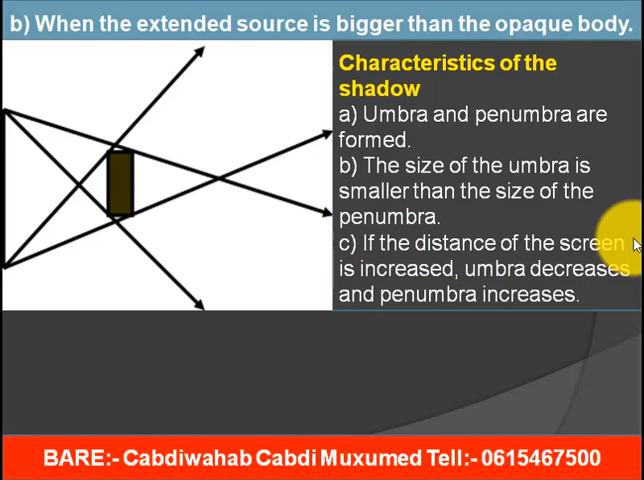 b) When the extended source is bigger than the opaque body.
Characteristics of the
shadow
a) Umbra and penumbra are
formed.
b) The size of the umbra is
smaller than the size of the
penumbra.
c) If the distance of the screen
is increased, umbra decreases
and penumbra increases.
BARE:- Cabdiwahab Cabdi Muxumed Tell:- 0615467500